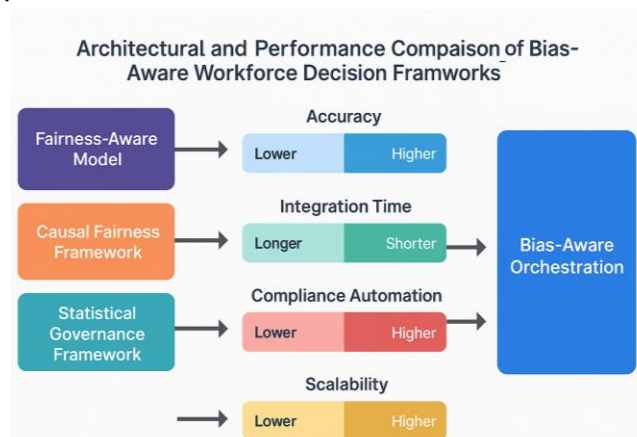 Architectural and Performance Compaison of Bias-
Aware Workforce Decision Framworks
Fairness-Aware
Model
Accuracy
Lower Higher
Causal Fairness
Framework
Integration Time
Longer Shorter
Statistical
Governance
Framework
Compliance Automation
Lower Higher
Scalability
Lower Higher
Bias-Aware
Orchestration